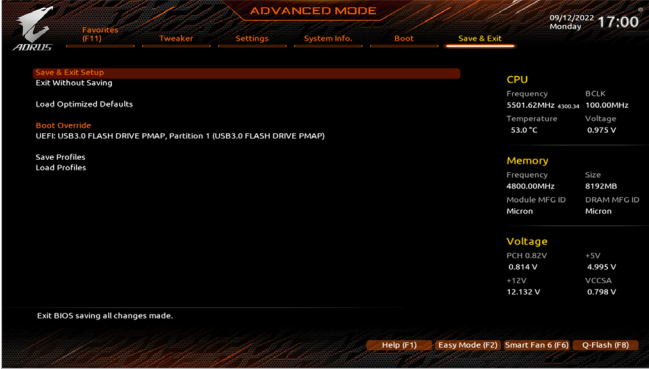 ADVANCED MODE
09/12/2022 Monday 17:00
AORUS
Favorites (F11)
Tweaker
Settings
System Info.
Boot
Save & Exit
Save & Exit Setup
Exit Without Saving
Load Optimized Defaults
Boot Override
UEFI: USB3.0 FLASH DRIVE PMAP, Partition 1 (USB3.0 FLASH DRIVE PMAP)
Save Profiles
Load Profiles
CPU
Frequency BCLK
5501.62MHz 4300.34 100.00MHz
Temperature Voltage
53.0 °C 0.975 V
Memory
Frequency Size
4800.00MHz 8192MB
Module MFG ID DRAM MFG ID
Micron Micron
Voltage
PCH 0.82V +5V
0.814 V 4.995 V
+12V VCCSA
12.132 V 0.798 V
Exit BIOS saving all changes made.
Help (F1) Easy Mode (F2) Smart Fan 6 (F6) Q-Flash (F8)